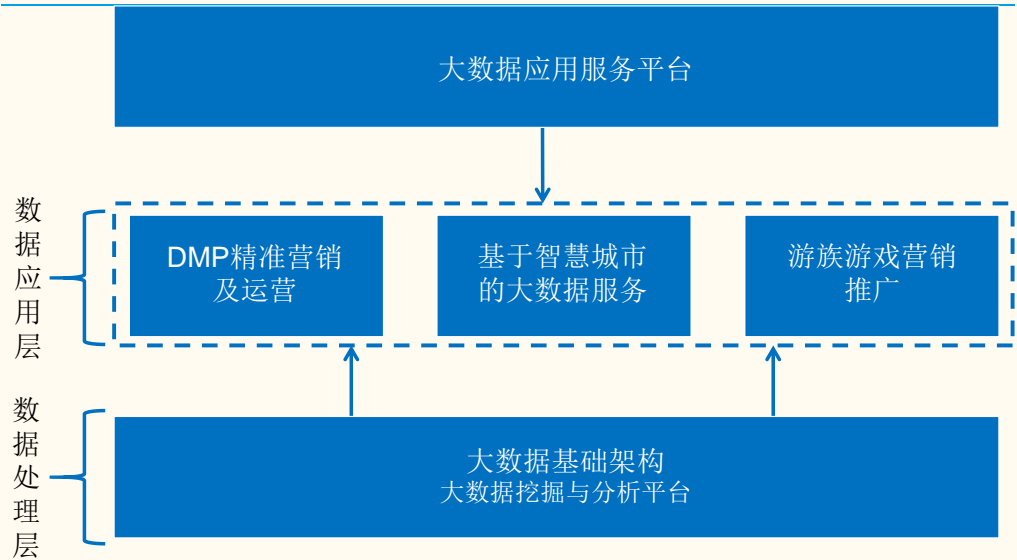 大数据应用服务平台
数据应用层
DMP精准营销
及运营
基于智慧城市
的大数据服务
游族游戏营销
推广
数据处理层
大数据基础架构
大数据挖掘与分析平台